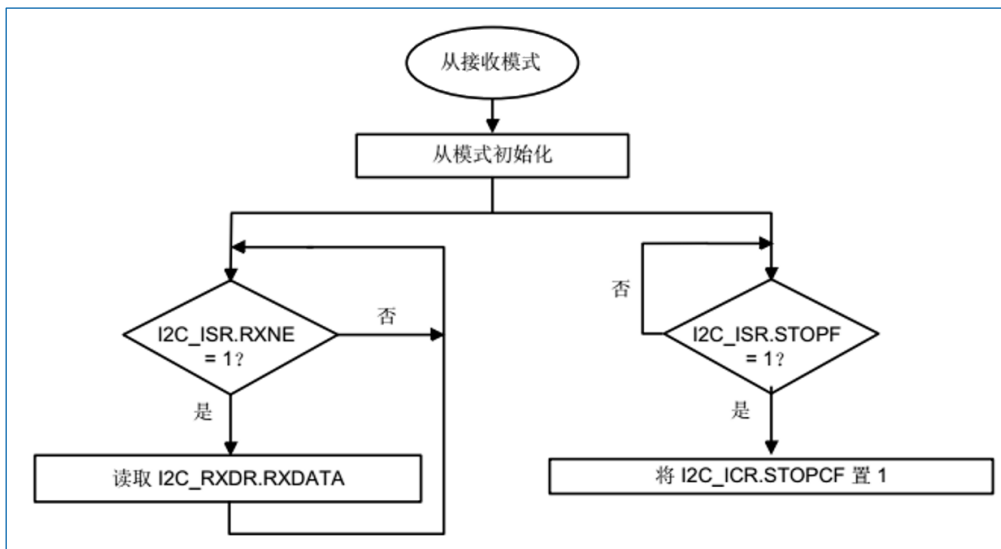 从接收模式
从模式初始化
I2C_ISR.RXNE
= 1?
否
是
读取 I2C_RXDR.RXDATA
否
I2C_ISR.STOPF
= 1?
是
将 I2C_ICR.STOPCF 置 1